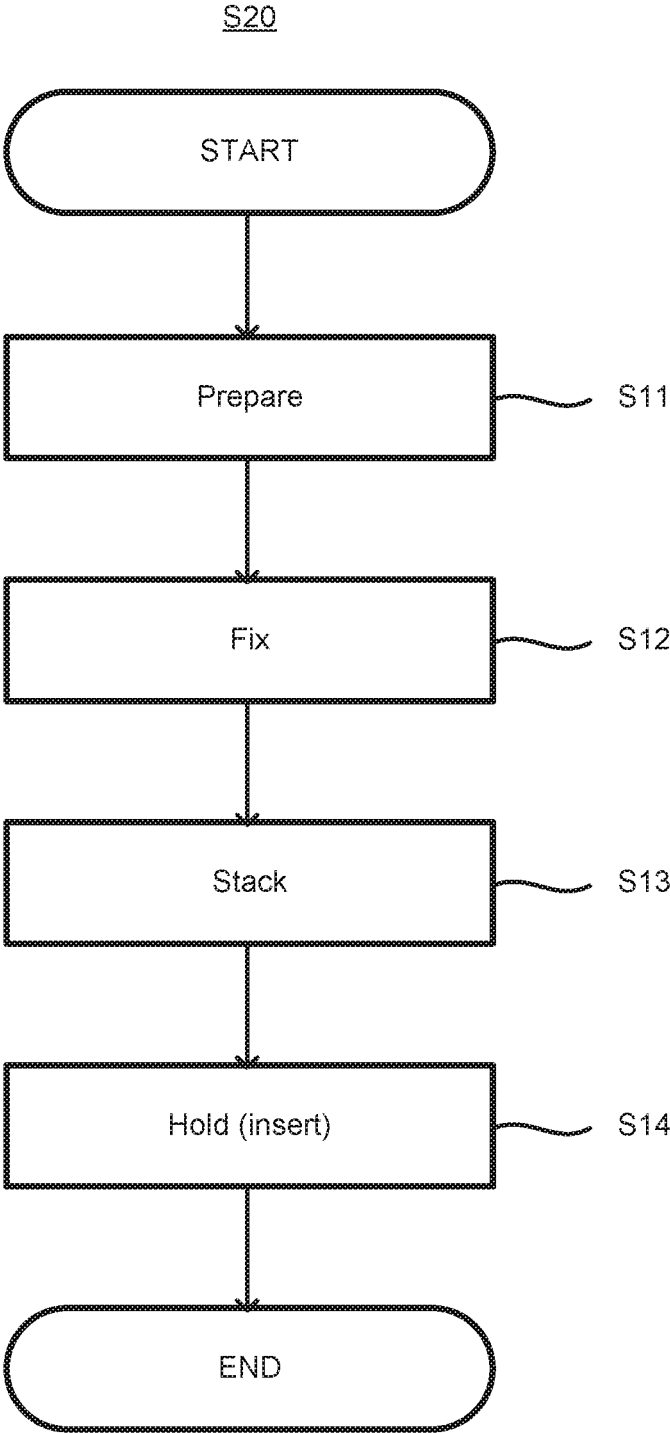 S20
START
Prepare
S11
Fix
S12
Stack
S13
Hold (insert)
S14
END